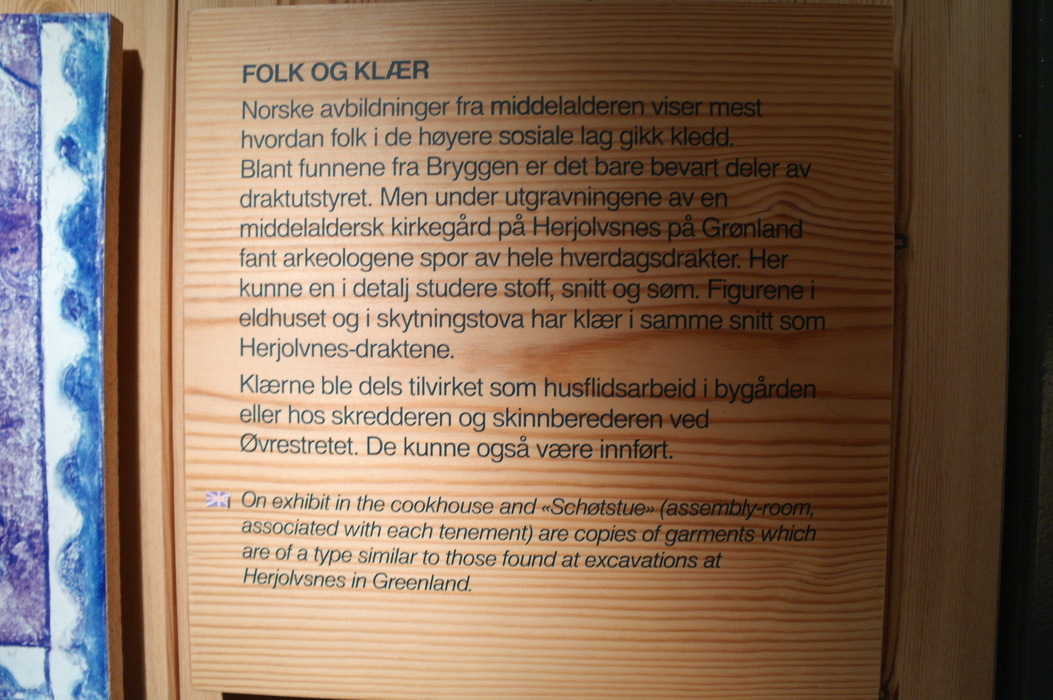 FOLK OG KLÆR
Norske avbildninger fra middelalderen viser mest
hvordan folk i de høyere sosiale lag gikk kledd.
Blant funnene fra Bryggen er det bare bevart deler av
draktutstyret. Men under utgravningene av en
middelaldersk kirkegård på Herjolvsnes på Grønland
fant arkeologene spor av hele hverdagsdrakter. Her
kunne en i detalj studere stoff, snitt og søm. Figurene i
eldhuset og i skytningstova har klær i samme snitt som
Herjolvnes-draktene.
Klærne ble dels tilvirket som husflidsarbeid i bygården
eller hos skredderen og skinnberederen ved
Øvrestretet. De kunne også være innført.
On exhibit in the cookhouse and «Schøtstue» (assembly-room,
associated with each tenement) are copies of garments which
are of a type similar to those found at excavations at
Herjolvsnes in Greenland.